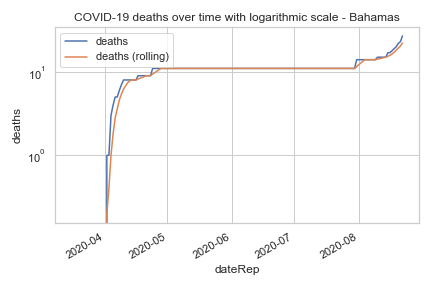 COVID-19 deaths over time with logarithmic scale - Bahamas
deaths
deaths (rolling)
10¹
10⁰
deaths
2020-04
2020-05
2020-06
2020-07
2020-08
dateRep